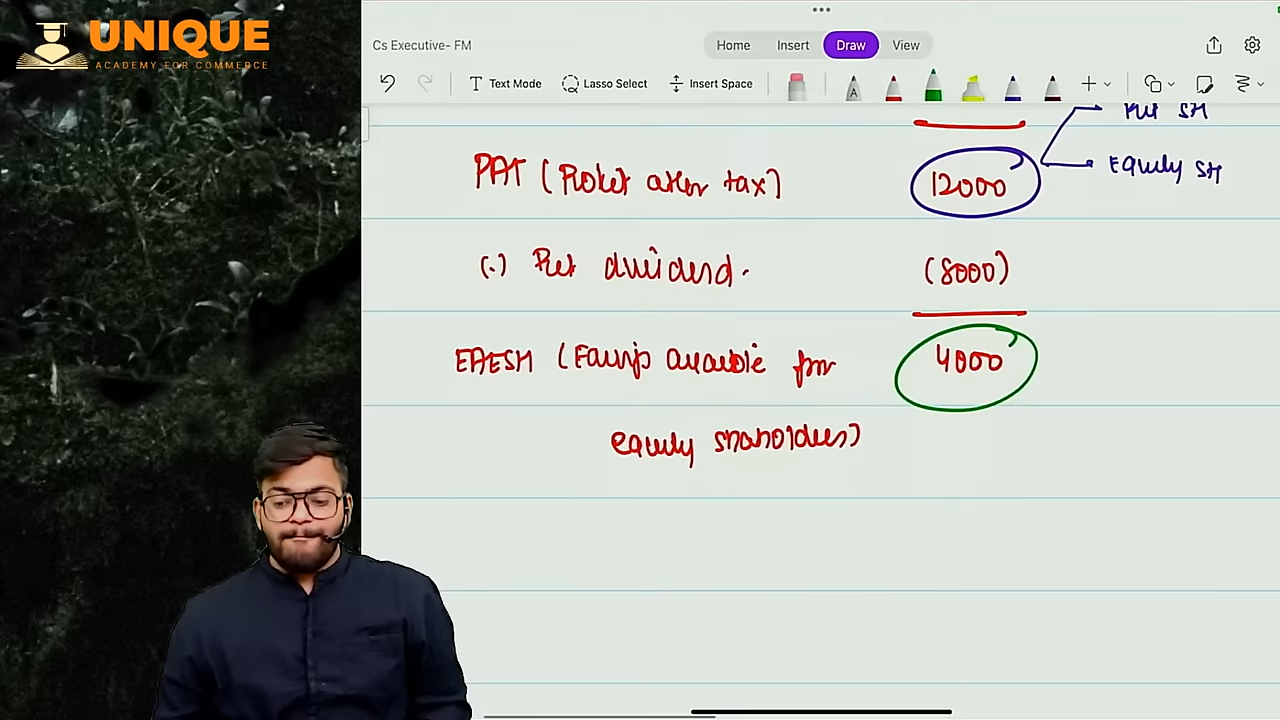 UNIQUE
ACADEMY FOR COMMERCE
Cs Executive- FM
Home Insert Draw View
Text Mode Lasso Select Insert Space
Pref SH
PAT (Profit after tax) 12000
Equity SH
(-) Pref dividend. (8000)
EAESH (Earnings available for 4000
equity shareholders)